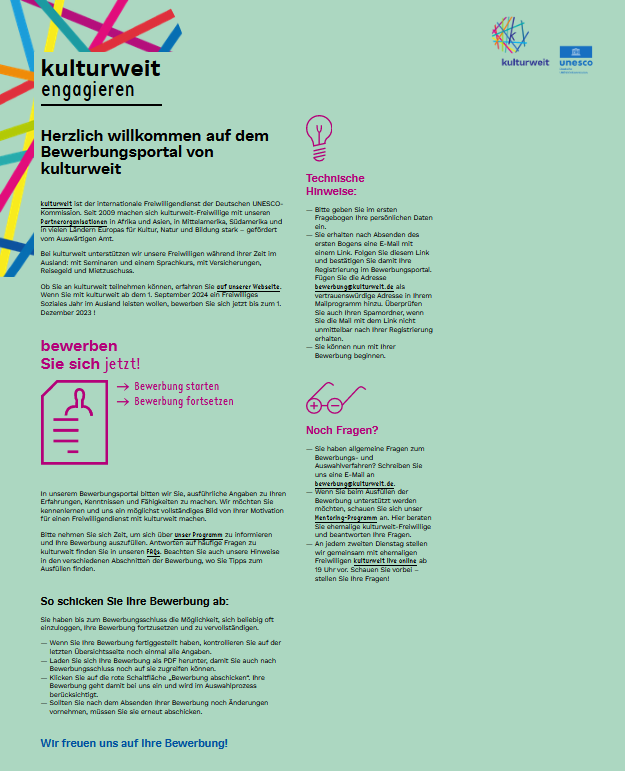 kulturweit
engagieren
kulturweit
unesco
Herzlich willkommen auf dem
Bewerbungsportal von
kulturweit
kulturweit ist der internationale Freiwilligendienst der Deutschen UNESCO-
Kommission. Seit 2009 machen sich kulturweit-Freiwillige mit unseren
Partnerorganisationen in Afrika und Asien, in Mittelamerika, Südamerika und
in vielen Ländern Europas für Kultur, Natur und Bildung stark – gefördert
vom Auswärtigen Amt.
Bei kulturweit unterstützen wir unsere Freiwilligen während ihrer Zeit im
Ausland: mit Seminaren und einem Sprachkurs, mit Versicherungen,
Reisegeld und Mietzuschuss.
Ob Sie an kulturweit teilnehmen können, erfahren Sie auf unserer Webseite.
Wenn Sie mit kulturweit ab dem 1. September 2024 ein Freiwilliges
Soziales Jahr im Ausland leisten wollen, bewerben Sie sich jetzt bis zum 1.
Dezember 2023 !
bewerben
Sie sich jetzt!
→ Bewerbung starten
→ Bewerbung fortsetzen
In unserem Bewerbungsportal bitten wir Sie, ausführliche Angaben zu Ihren
Erfahrungen, Kenntnissen und Fähigkeiten zu machen. Wir möchten Sie
kennenlernen und uns ein möglichst vollständiges Bild von Ihrer Motivation
für einen Freiwilligendienst mit kulturweit machen.
Bitte nehmen Sie sich Zeit, um sich über unser Programm zu informieren
und Ihre Bewerbung auszufüllen. Antworten auf häufige Fragen zu
kulturweit finden Sie in unseren FAQs. Beachten Sie auch unsere Hinweise
in den verschiedenen Abschnitten der Bewerbung, wo Sie Tipps zum
Ausfüllen finden.
So schicken Sie Ihre Bewerbung ab:
Sie haben bis zum Bewerbungsschluss die Möglichkeit, sich beliebig oft
einzuloggen, Ihre Bewerbung fortzusetzen und zu vervollständigen.
— Wenn Sie Ihre Bewerbung fertiggestellt haben, kontrollieren Sie auf der
letzten Übersichtsseite noch einmal alle Angaben.
— Laden Sie sich Ihre Bewerbung als PDF herunter, damit Sie auch nach
Bewerbungsschluss noch auf sie zugreifen können.
— Klicken Sie auf die rote Schaltfläche „Bewerbung abschicken“. Ihre
Bewerbung geht damit bei uns ein und wird im Auswahlprozess
berücksichtigt.
— Sollten Sie nach dem Absenden Ihrer Bewerbung noch Änderungen
vornehmen, müssen Sie sie erneut abschicken.
Wir freuen uns auf Ihre Bewerbung!
Technische
Hinweise:
— Bitte geben Sie im ersten
Fragebogen Ihre persönlichen Daten
ein.
— Sie erhalten nach Absenden des
ersten Bogens eine E-Mail mit
einem Link. Folgen Sie diesem Link
und bestätigen Sie damit Ihre
Registrierung im Bewerbungsportal.
Fügen Sie die Adresse
bewerbung@kulturweit.de als
vertrauenswürdige Adresse in Ihrem
Mailprogramm hinzu. Überprüfen
Sie auch Ihren Spamordner, wenn
Sie die Mail mit dem Link nicht
unmittelbar nach Ihrer Registrierung
erhalten.
— Sie können nun mit Ihrer
Bewerbung beginnen.
Noch Fragen?
— Sie haben allgemeine Fragen zum
Bewerbungs- und
Auswahlverfahren? Schreiben Sie
uns eine E-Mail an
bewerbung@kulturweit.de.
— Wenn Sie beim Ausfüllen der
Bewerbung unterstützt werden
möchten, schauen Sie sich unser
Mentoring-Programm an. Hier beraten
Sie ehemalige kulturweit-Freiwillige
und beantworten Ihre Fragen.
— An jedem zweiten Dienstag stellen
wir gemeinsam mit ehemaligen
Freiwilligen kulturweit live online ab
19 Uhr vor. Schauen Sie vorbei –
stellen Sie Ihre Fragen!